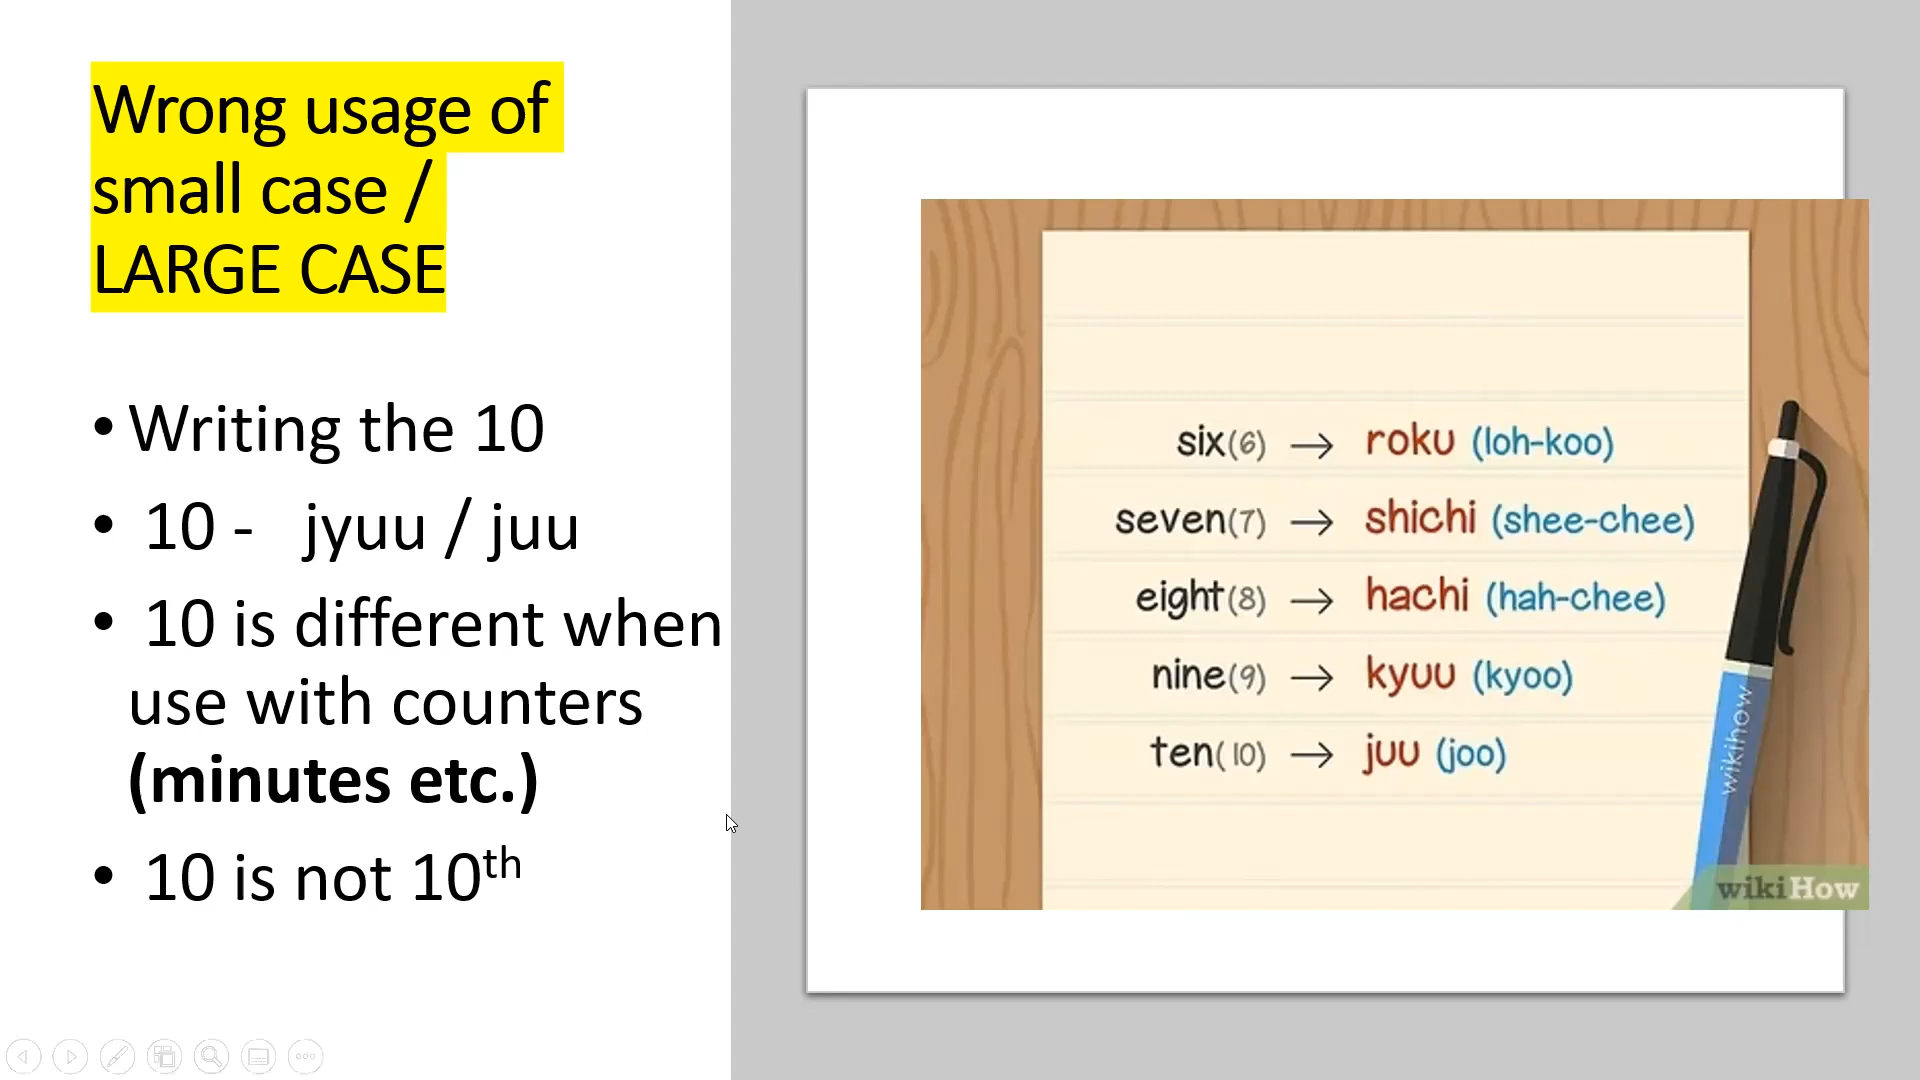 Wrong usage of
small case /
LARGE CASE
• Writing the 10
• 10 - jyuu / juu
• 10 is different when
use with counters
(minutes etc.)
• 10 is not 10th
six(6) → roku (loh-koo)
seven(7) → shichi (shee-chee)
eight(8) → hachi (hah-chee)
nine(9) → kyuu (kyoo)
ten(10) → juu (joo)
wikihow
wikiHow